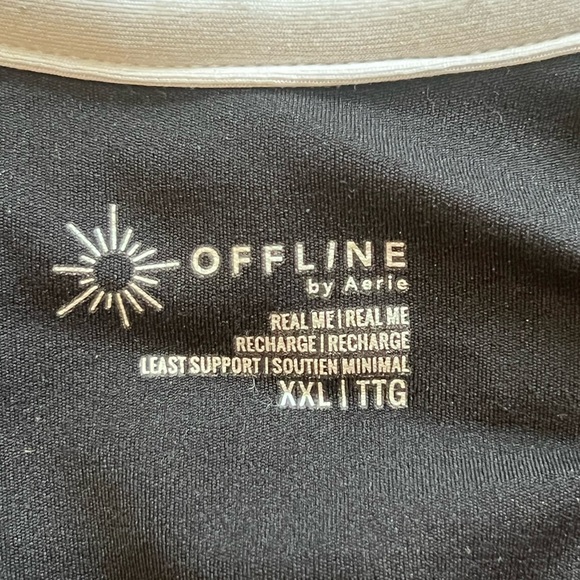 OFFLINE
by Aerie
REAL ME | REAL ME
RECHARGE | RECHARGE
LEAST SUPPORT | SOUTIEN MINIMAL
XXL | TTG